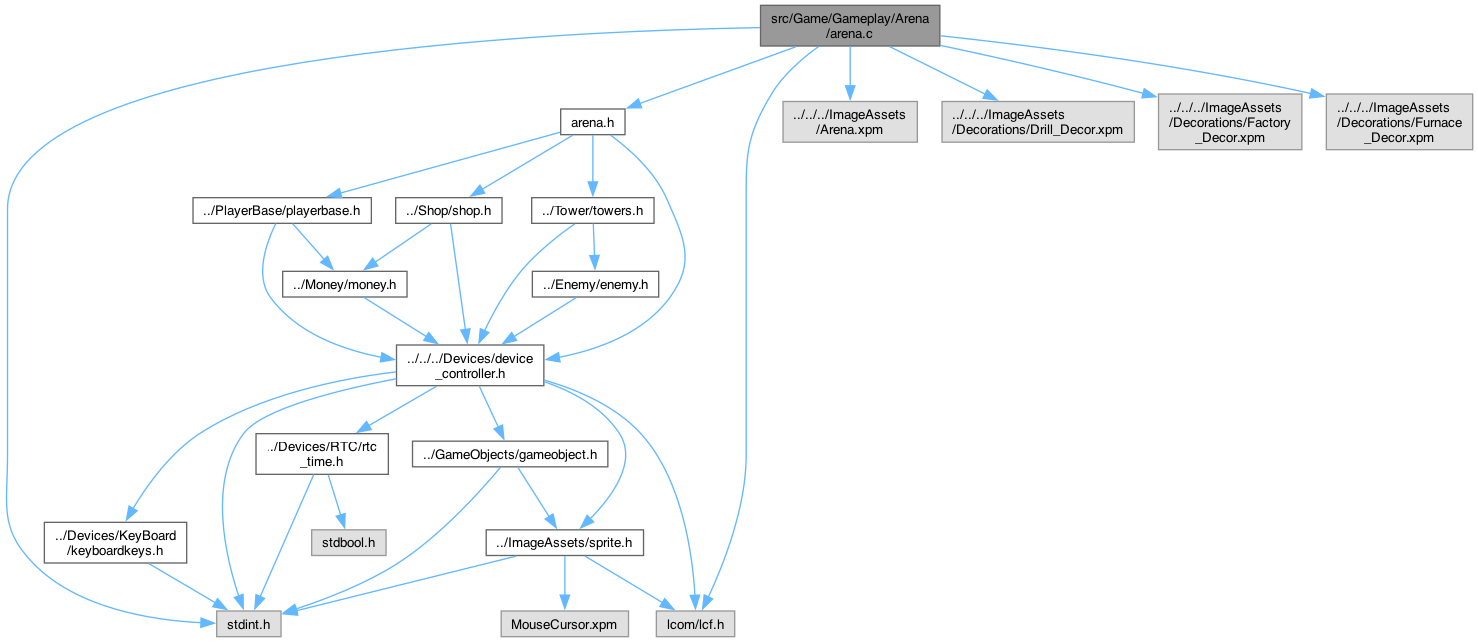 src/Game/Gameplay/Arena
/arena.c
arena.h
../../../ImageAssets
/Arena.xpm
../../../ImageAssets
/Decorations/Drill_Decor.xpm
../../../ImageAssets
/Decorations/Factory
_Decor.xpm
../../../ImageAssets
/Decorations/Furnace
_Decor.xpm
../PlayerBase/playerbase.h
../Shop/shop.h
../Tower/towers.h
../Money/money.h
../Enemy/enemy.h
../../../Devices/device
_controller.h
../Devices/RTC/rtc
_time.h
../GameObjects/gameobject.h
../Devices/KeyBoard
/keyboardkeys.h
stdbool.h
../ImageAssets/sprite.h
stdint.h
MouseCursor.xpm
lcom/lcf.h